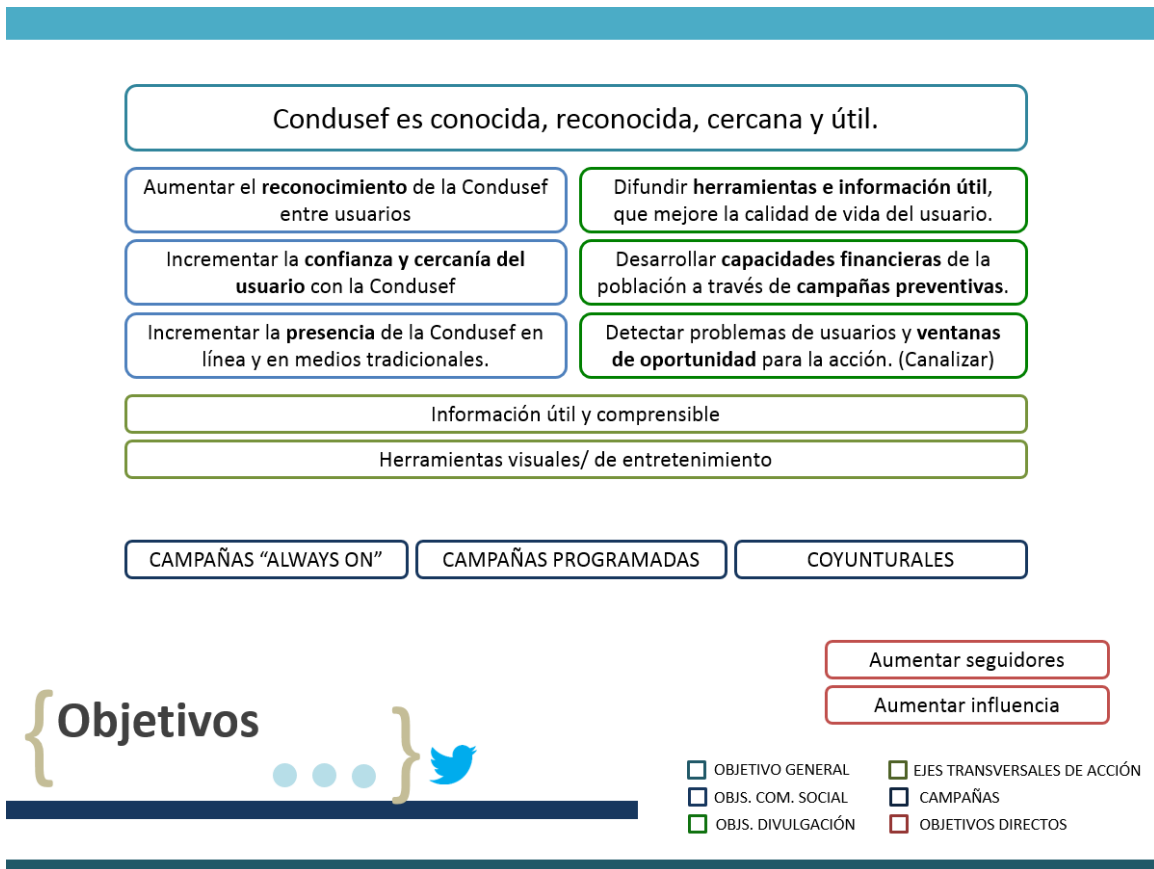 Condusef es conocida, reconocida, cercana y útil.
Aumentar el reconocimiento de la Condusef
entre usuarios
Difundir herramientas e información útil,
que mejore la calidad de vida del usuario.
Incrementar la confianza y cercanía del
usuario con la Condusef
Desarrollar capacidades financieras de la
población a través de campañas preventivas.
Incrementar la presencia de la Condusef en
línea y en medios tradicionales.
Detectar problemas de usuarios y ventanas
de oportunidad para la acción. (Canalizar)
Información útil y comprensible
Herramientas visuales/ de entretenimiento
CAMPAÑAS “ALWAYS ON”
CAMPAÑAS PROGRAMADAS
COYUNTURALES
Aumentar seguidores
Aumentar influencia
{Objetivos
...}
OBJETIVO GENERAL
OBJS. COM. SOCIAL
OBJS. DIVULGACIÓN
EJES TRANSVERSALES DE ACCIÓN
CAMPAÑAS
OBJETIVOS DIRECTOS